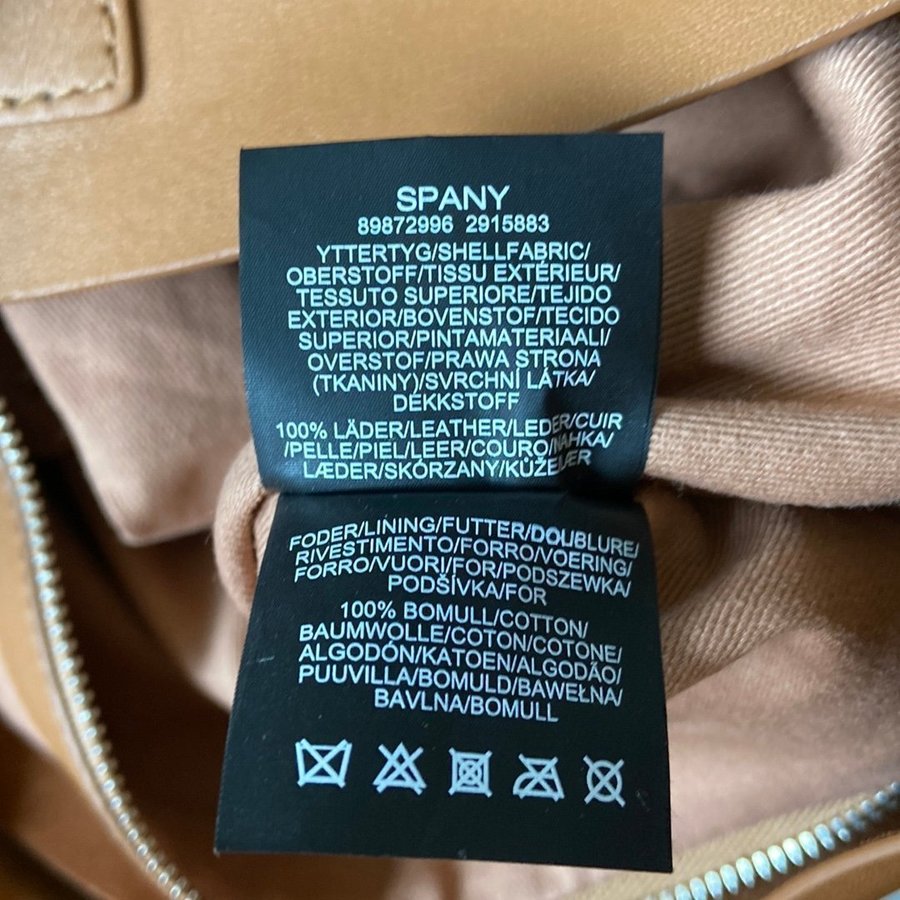 SPANY
89872996 2915883
YTTERTYG/SHELLFABRIC/
OBERSTOFF/TISSU EXTÉRIEUR/
TESSUTO SUPERIORE/TEJIDO
EXTERIOR/BOVENSTOF/TECIDO
SUPERIOR/PINTAMATERIAALI/
OVERSTOF/PRAWA STRONA
(TKANINY)/SVRCHNÍ LÁTKA/
DEKKSTOFF
100% LÄDER/LEATHER/LEDER/CUIR
/PELLE/PIEL/LEER/COURO/NAHKA/
LÆDER/SKÓRZANY/KŮŽE/LÆR
FODER/LINING/FUTTER/DOUBLURE/
RIVESTIMENTO/FORRO/VOERING/
FORRO/VUORI/FOR/PODSZEWKA/
PODŠÍVKA/FOR
100% BOMULL/COTTON/
BAUMWOLLE/COTON/COTONE/
ALGODÓN/KATOEN/ALGODÃO/
PUUVILLA/BOMULD/BAWEŁNA/
BAVLNA/BOMULL